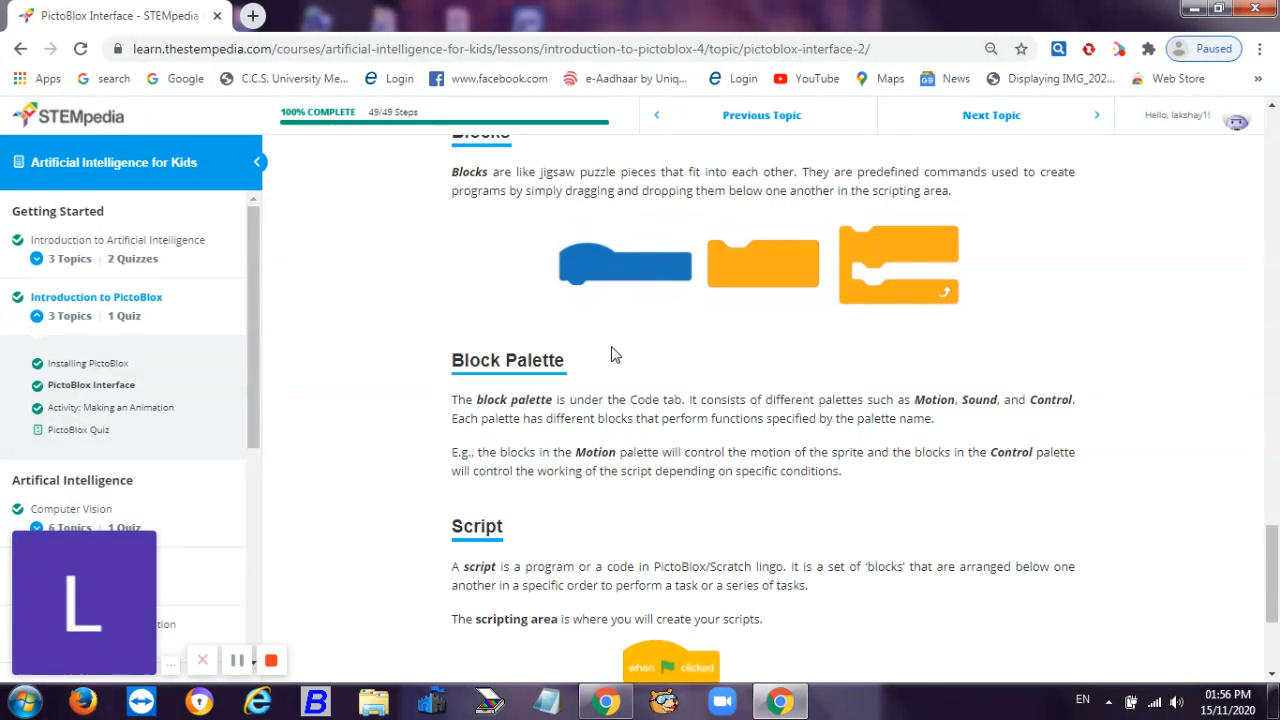 PictoBlox Interface - STEMpedia
learn.thestempedia.com/courses/artificial-intelligence-for-kids/lessons/introduction-to-pictoblox-4/topic/pictoblox-interface-2/
Paused
Apps
search
Google
C.C.S. University Me...
Login
www.facebook.com
e-Aadhaar by Uniq...
Login
YouTube
Maps
News
Displaying IMG_202...
Web Store
»
STEMpedia
100% COMPLETE 49/49 Steps
Previous Topic
Next Topic
Hello, lakshay1!
Artificial Intelligence for Kids
Getting Started
Introduction to Artificial Intelligence
3 Topics 2 Quizzes
Introduction to PictoBlox
3 Topics 1 Quiz
Installing PictoBlox
PictoBlox Interface
Activity: Making an Animation
PictoBlox Quiz
Artifical Intelligence
Computer Vision
6 Topics 1 Quiz
tion
L
...
Blocks
Blocks are like jigsaw puzzle pieces that fit into each other. They are predefined commands used to create
programs by simply dragging and dropping them below one another in the scripting area.
Block Palette
The block palette is under the Code tab. It consists of different palettes such as Motion, Sound, and Control.
Each palette has different blocks that perform functions specified by the palette name.
E.g., the blocks in the Motion palette will control the motion of the sprite and the blocks in the Control palette
will control the working of the script depending on specific conditions.
Script
A script is a program or a code in PictoBlox/Scratch lingo. It is a set of 'blocks' that are arranged below one
another in a specific order to perform a task or a series of tasks.
The scripting area is where you will create your scripts.
when clicked
B
EN
01:56 PM
15/11/2020